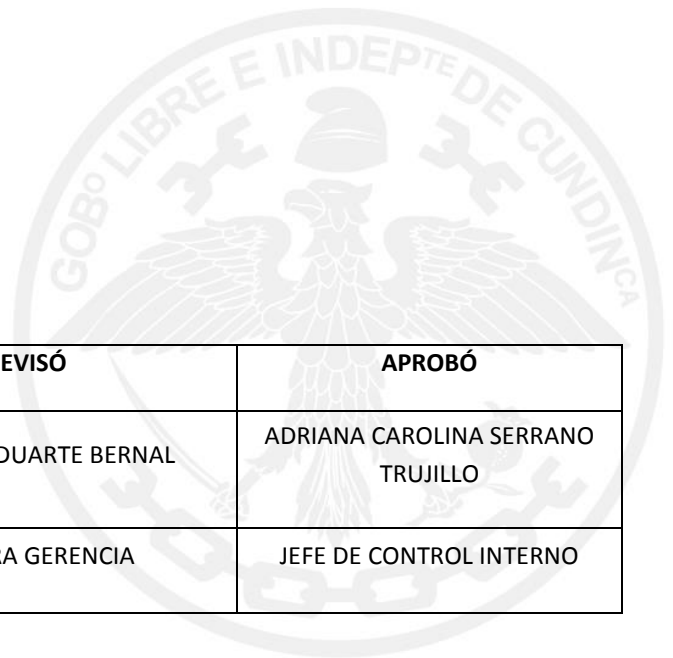 GOBº LIBRE E INDEPTE DE CUNDINCA
EVISÓ APROBÓ
DUARTE BERNAL ADRIANA CAROLINA SERRANO
TRUJILLO
RA GERENCIA JEFE DE CONTROL INTERNO